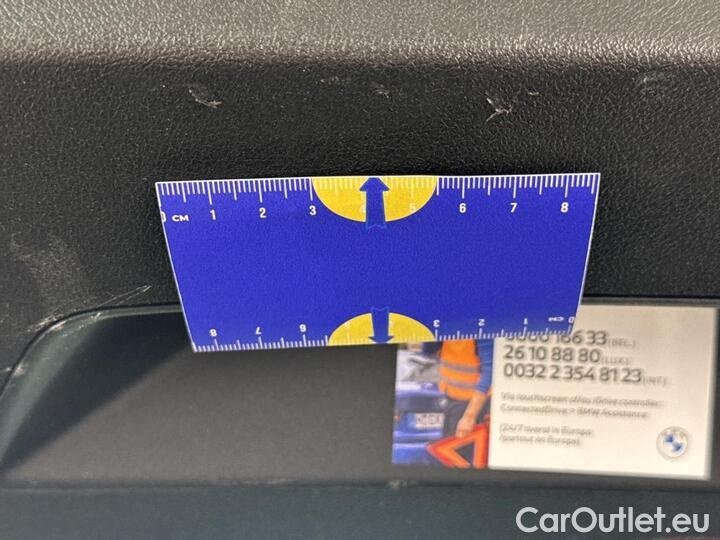 0 CM 1 2 3 4 5 6 7 8
8 7 6 3 2 1 CM 0
166 33 (BEL.)
26 10 88 80 (LUX.)
0032 2 354 81 23 (INT.)
Via touchscreen of/ou iDrive controller:
ConnectedDrive > BMW Assistance.
(24/7 overal in Europa
/partout en Europe).
CarOutlet.eu